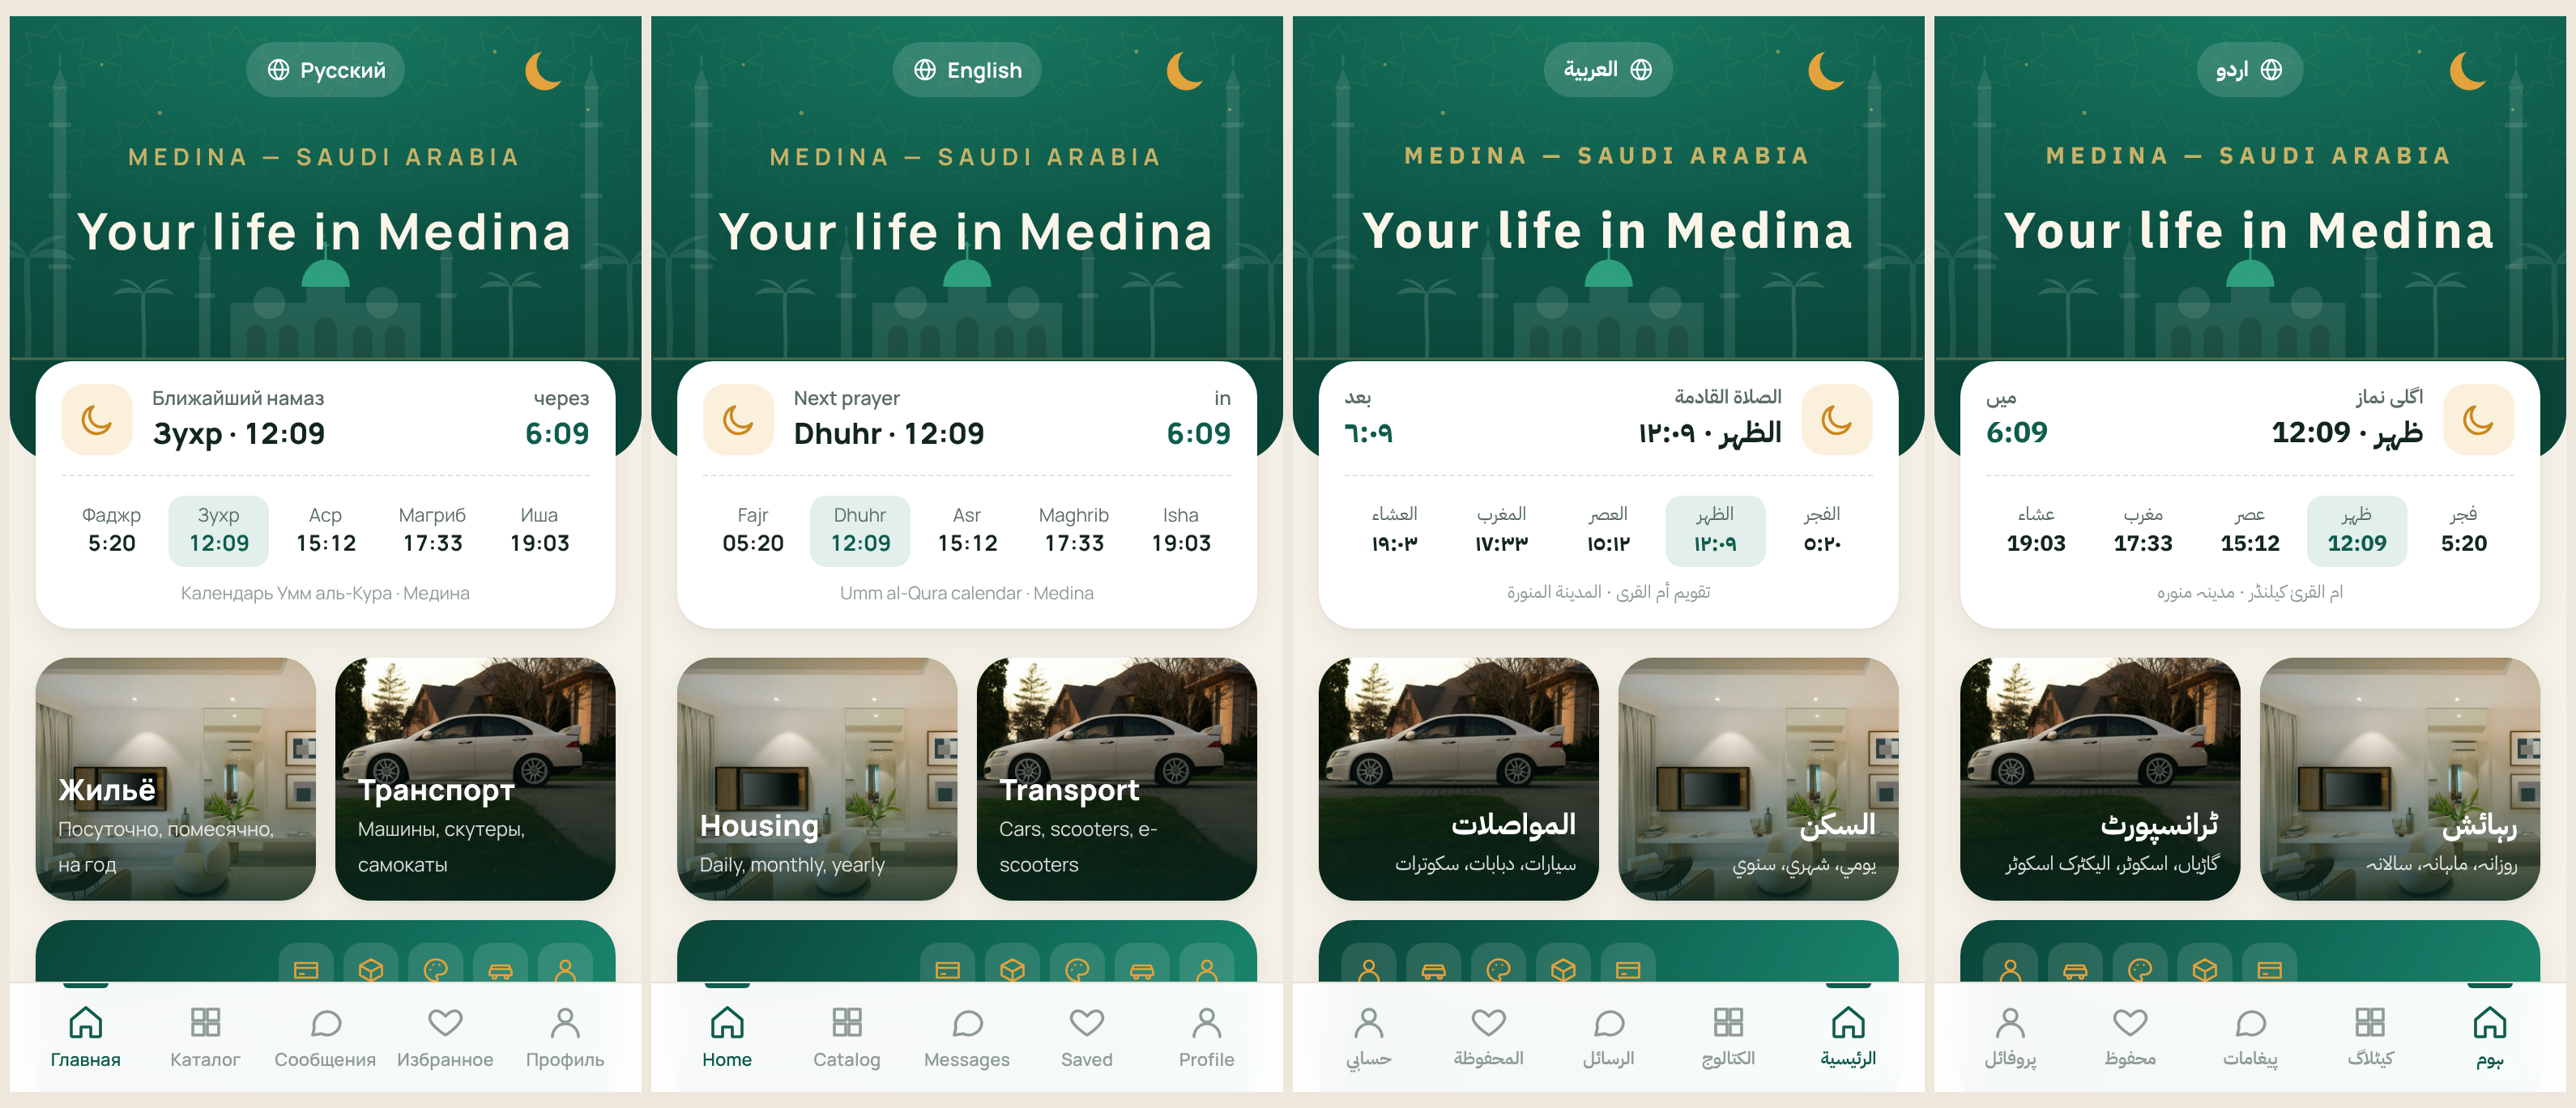 Русский
MEDINA — SAUDI ARABIA
Your life in Medina
Ближайший намаз
через
Зухр · 12:09
6:09
Фаджр
Зухр
Аср
Магриб
Иша
5:20
12:09
15:12
17:33
19:03
Календарь Умм аль-Кура · Медина
Жильё
Посуточно, помесячно,
на год
Транспорт
Машины, скутеры,
самокаты
Главная
Каталог
Сообщения
Избранное
Профиль
English
MEDINA — SAUDI ARABIA
Your life in Medina
Next prayer
in
Dhuhr · 12:09
6:09
Fajr
Dhuhr
Asr
Maghrib
Isha
05:20
12:09
15:12
17:33
19:03
Umm al-Qura calendar · Medina
Housing
Daily, monthly, yearly
Transport
Cars, scooters, e-
scooters
Home
Catalog
Messages
Saved
Profile
العربية
MEDINA — SAUDI ARABIA
Your life in Medina
الصلاة القادمة
بعد
الظهر · ١٢:٠٩
٦:٠٩
الفجر
الظهر
العصر
المغرب
العشاء
٥:٢٠
١٢:٠٩
١٥:١٢
١٧:٣٣
١٩:٠٣
تقويم أم القرى · المدينة المنورة
السكن
يومي، شهري، سنوي
المواصلات
سيارات، دبابات، سكوترات
الرئيسية
الكتالوج
الرسائل
المحفوظة
حسابي
اردو
MEDINA — SAUDI ARABIA
Your life in Medina
اگلی نماز
میں
ظہر · 12:09
6:09
فجر
ظہر
عصر
مغرب
عشاء
5:20
12:09
15:12
17:33
19:03
ام القریٰ کیلنڈر · مدینہ منورہ
رہائش
روزانہ، ماہانہ، سالانہ
ٹرانسپورٹ
گاڑیاں، اسکوٹر، الیکٹرک اسکوٹر
ہوم
کیٹلاگ
پیغامات
محفوظ
پروفائل